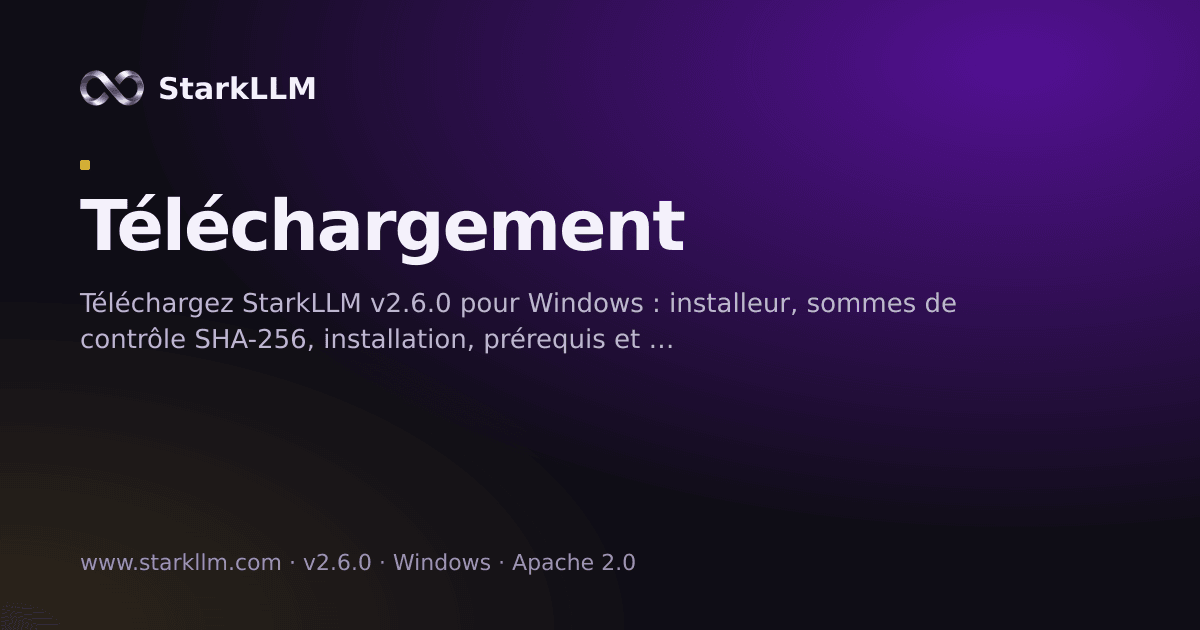 StarkLLM
Téléchargement
Téléchargez StarkLLM v2.6.0 pour Windows : installeur, sommes de
contrôle SHA-256, installation, prérequis et …
www.starkllm.com · v2.6.0 · Windows · Apache 2.0